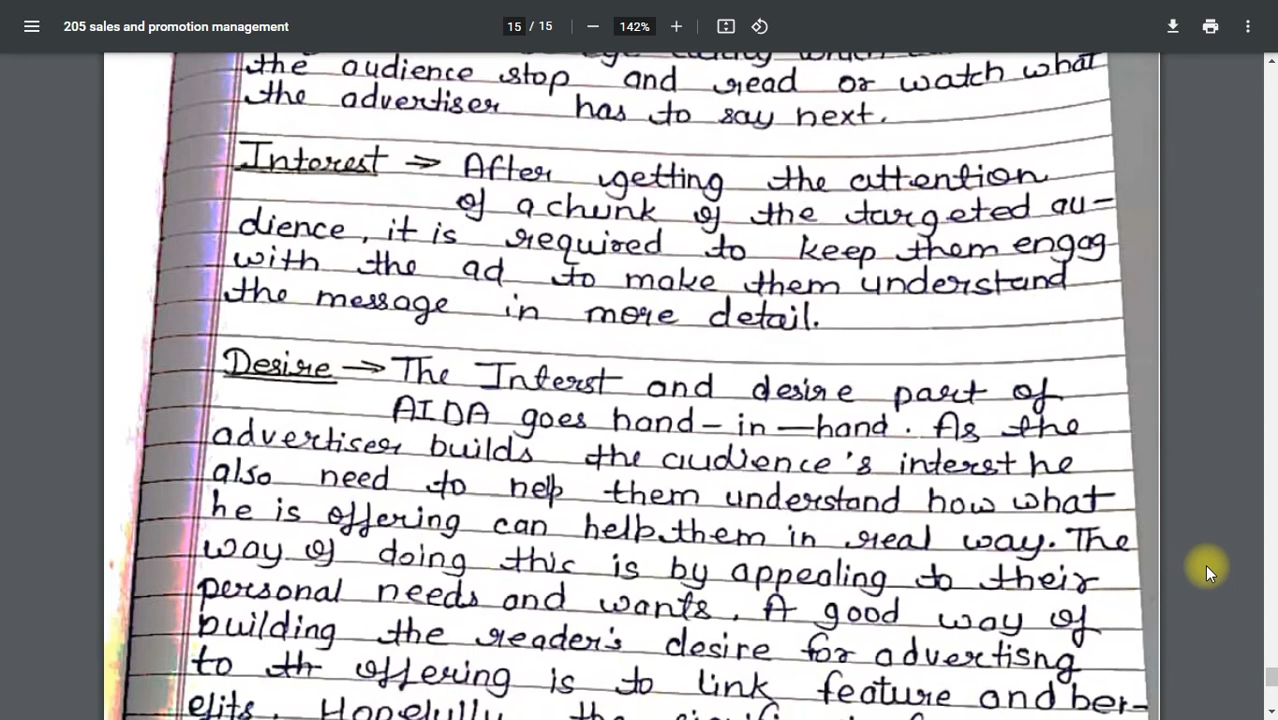 205 sales and promotion management
15 / 15
142%
the audience stop and read or watch what
the advertiser has to say next.
Interest → After getting the attention
of a chunk of the targeted au-
dience, it is required to keep them engag
with the ad to make them understand
the message in more detail.
Desire → The Interst and desire part of
AIDA goes hand-in-hand. As the
advertiser builds the audience's interst he
also need to help them understand how what
he is offering can help them in real way. The
way of doing this is by appealing to their
personal needs and wants. A good way of
building the reader's desire for advertisng
to th offering is to link feature and ben-
efits. Hopefully the